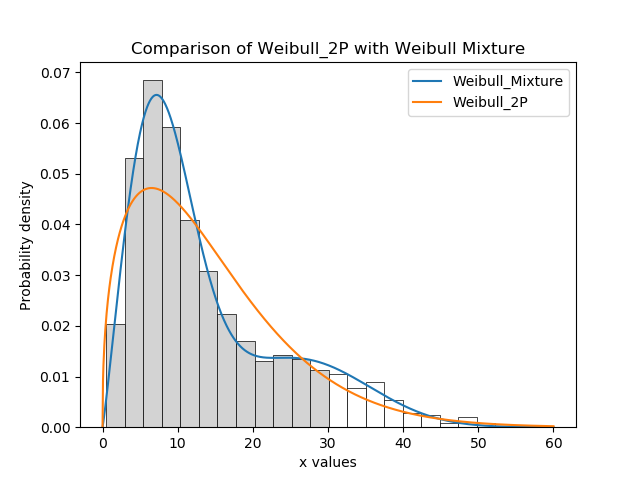 Comparison of Weibull_2P with Weibull Mixture
Weibull_Mixture
Weibull_2P
Probability density
0.07
0.06
0.05
0.04
0.03
0.02
0.01
0.00
0 10 20 30 40 50 60
x values